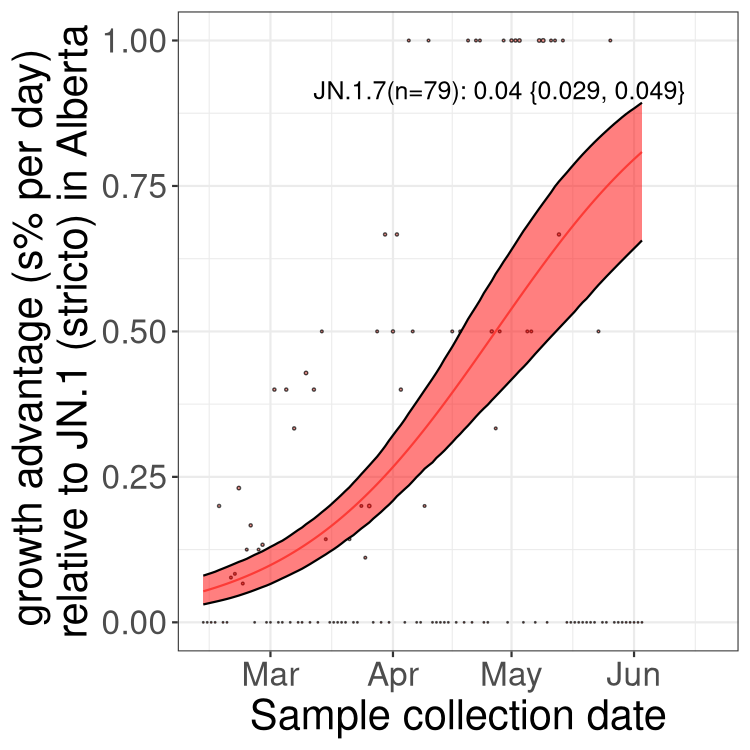 growth advantage (s% per day)
relative to JN.1 (stricto) in Alberta
1.00
0.75
0.50
0.25
0.00
JN.1.7(n=79): 0.04 {0.029, 0.049}
Mar Apr May Jun
Sample collection date